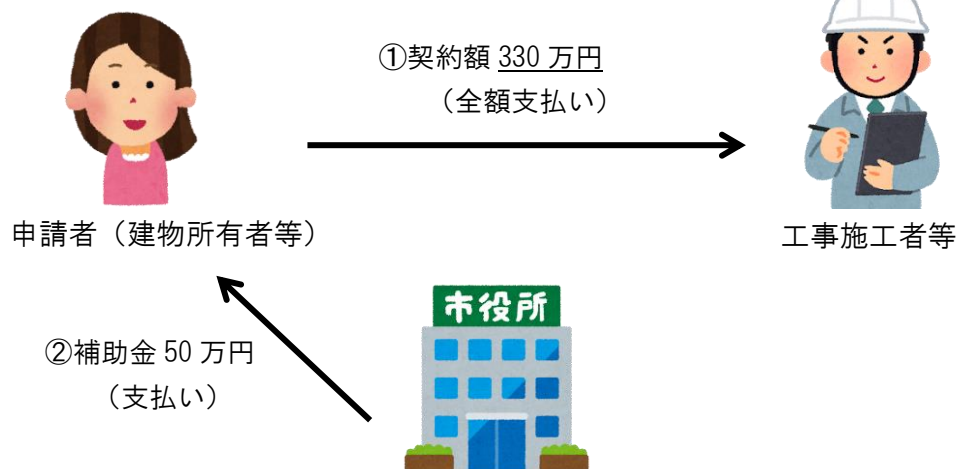 ①契約額 330 万円
（全額支払い）
申請者（建物所有者等）
工事施工者等
市役所
②補助金 50 万円
（支払い）